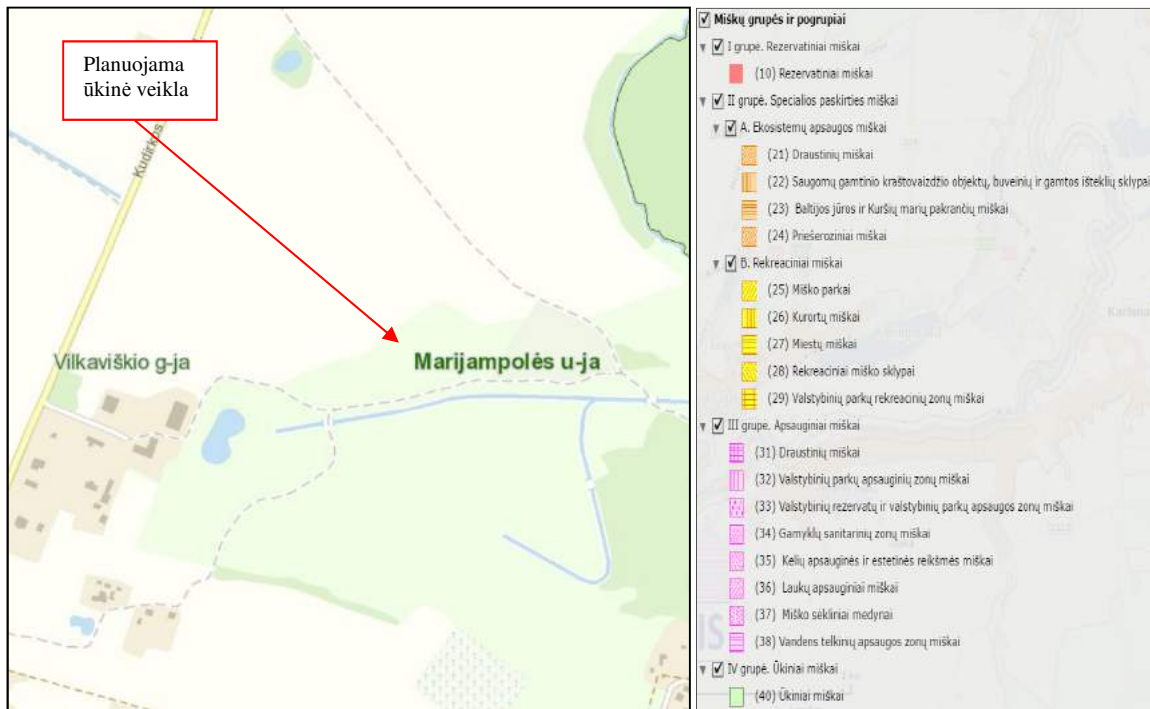 Planuojama
ūkinė veikla
Kudirkos
Vilkaviškio g-ja
Marijampolės u-ja
Miškų grupės ir pogrupiai
I grupė. Rezervatiniai miškai
(10) Rezervatiniai miškai
II grupė. Specialios paskirties miškai
A. Ekosistemų apsaugos miškai
(21) Draustinių miškai
(22) Saugomų gamtinio kraštovaizdžio objektų, buveinių ir gamtos išteklių sklypai
(23) Baltijos jūros ir Kuršių marių pakrančių miškai
(24) Priešeroziniai miškai
B. Rekreaciniai miškai
(25) Miško parkai
(26) Kurortų miškai
(27) Miestų miškai
(28) Rekreaciniai miško sklypai
(29) Valstybinių parkų rekreacinių zonų miškai
III grupė. Apsauginiai miškai
(31) Draustinių miškai
(32) Valstybinių parkų apsauginių zonų miškai
(33) Valstybinių rezervatų ir valstybinių parkų apsaugos zonų miškai
(34) Gamyklų sanitarinių zonų miškai
(35) Kelių apsauginės ir estetinės reikšmės miškai
(36) Laukų apsauginiai miškai
(37) Miško sėkliniai medynai
(38) Vandens telkinių apsaugos zonų miškai
IV grupė. Ūkiniai miškai
(40) Ūkiniai miškai